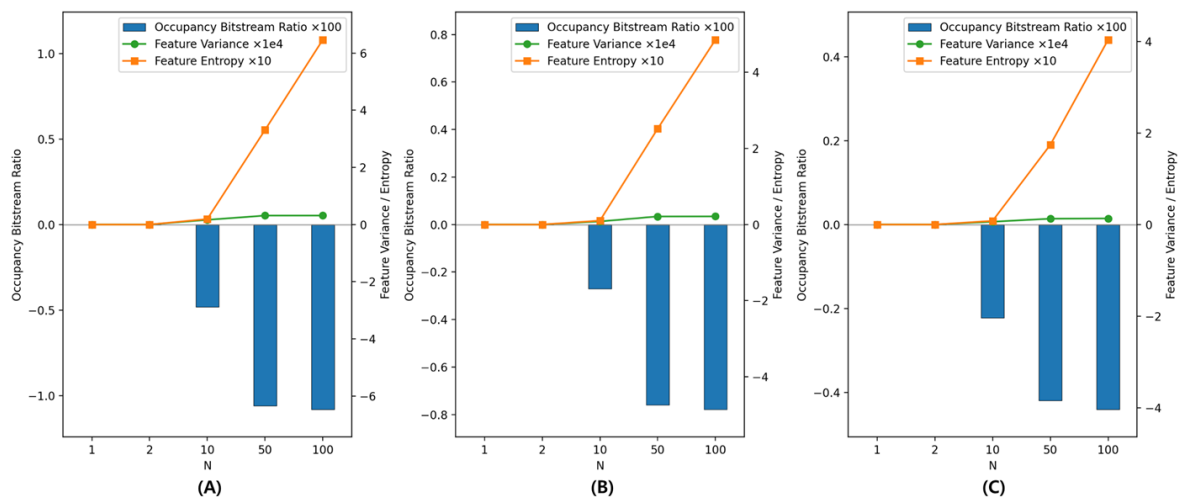 Occupancy Bitstream Ratio ×100
Feature Variance ×1e4
Feature Entropy ×10
1.0
0.5
0.0
−0.5
−1.0
6
4
2
0
−2
−4
−6
Occupancy Bitstream Ratio
Feature Variance / Entropy
1 2 10 50 100
N
(A)
Occupancy Bitstream Ratio ×100
Feature Variance ×1e4
Feature Entropy ×10
0.8
0.6
0.4
0.2
0.0
−0.2
−0.4
−0.6
−0.8
4
2
0
−2
−4
Occupancy Bitstream Ratio
Feature Variance / Entropy
1 2 10 50 100
N
(B)
Occupancy Bitstream Ratio ×100
Feature Variance ×1e4
Feature Entropy ×10
0.4
0.2
0.0
−0.2
−0.4
4
2
0
−2
−4
Occupancy Bitstream Ratio
Feature Variance / Entropy
1 2 10 50 100
N
(C)